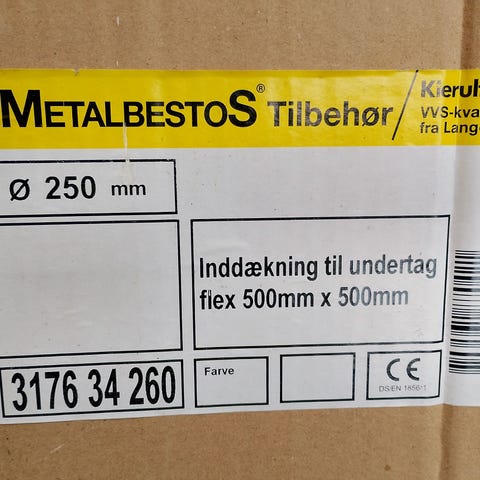 METALBESTOS® Tilbehør
VVS-kva
fra Lange
Ø 250 mm
Inddækning til undertag
flex 500mm x 500mm
3176 34 260
Farve
CE
DS/EN 1856/1